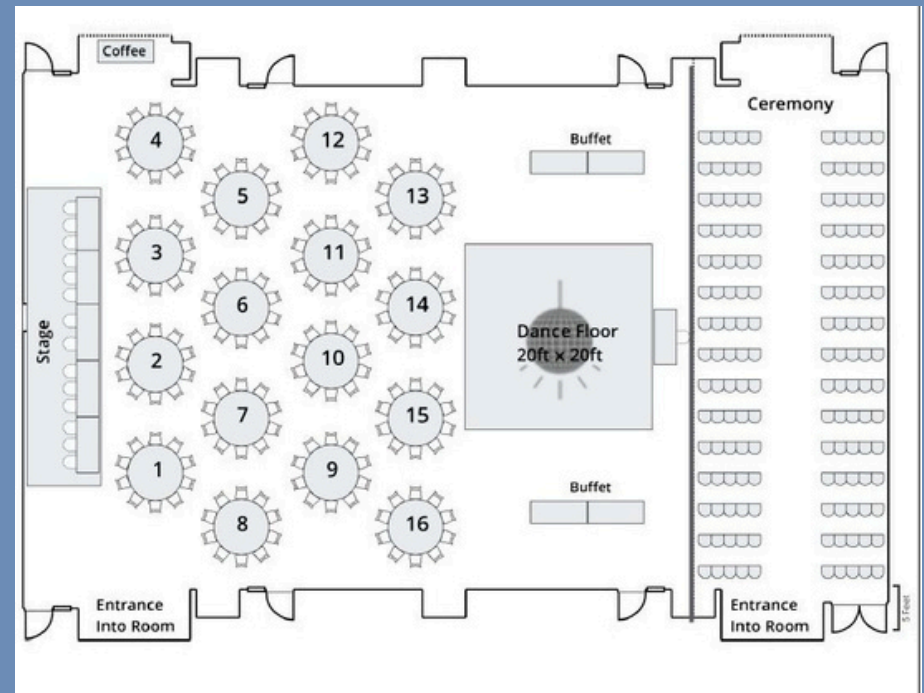 Coffee
Ceremony
4
12
Buffet
5
13
3
11
6
14
Stage
Dance Floor
20ft x 20ft
2
10
7
15
1
9
Buffet
8
16
Entrance
Into Room
Entrance
Into Room
5 Feet